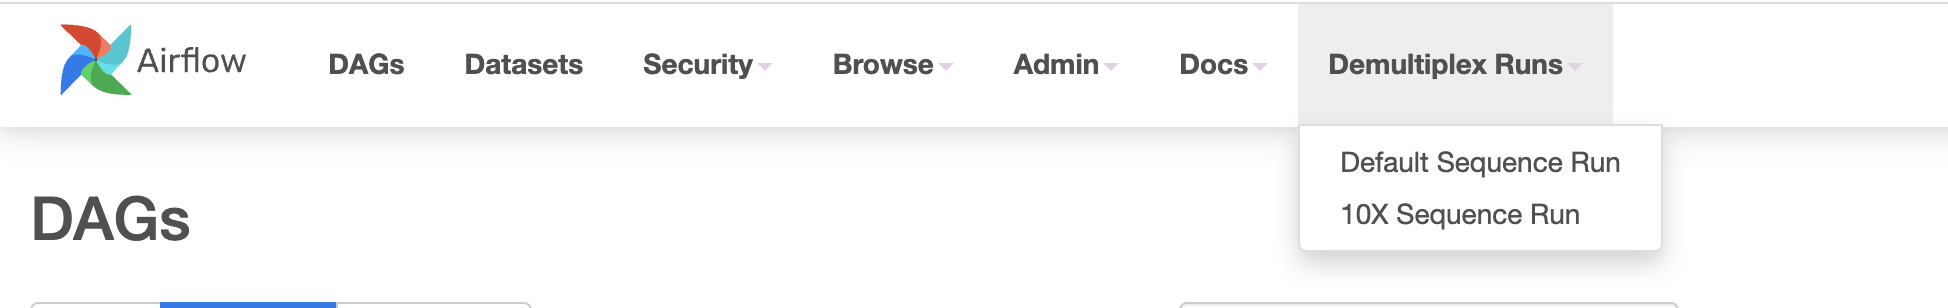 Airflow DAGs Datasets Security Browse Admin Docs Demultiplex Runs
Default Sequence Run
10X Sequence Run
DAGs